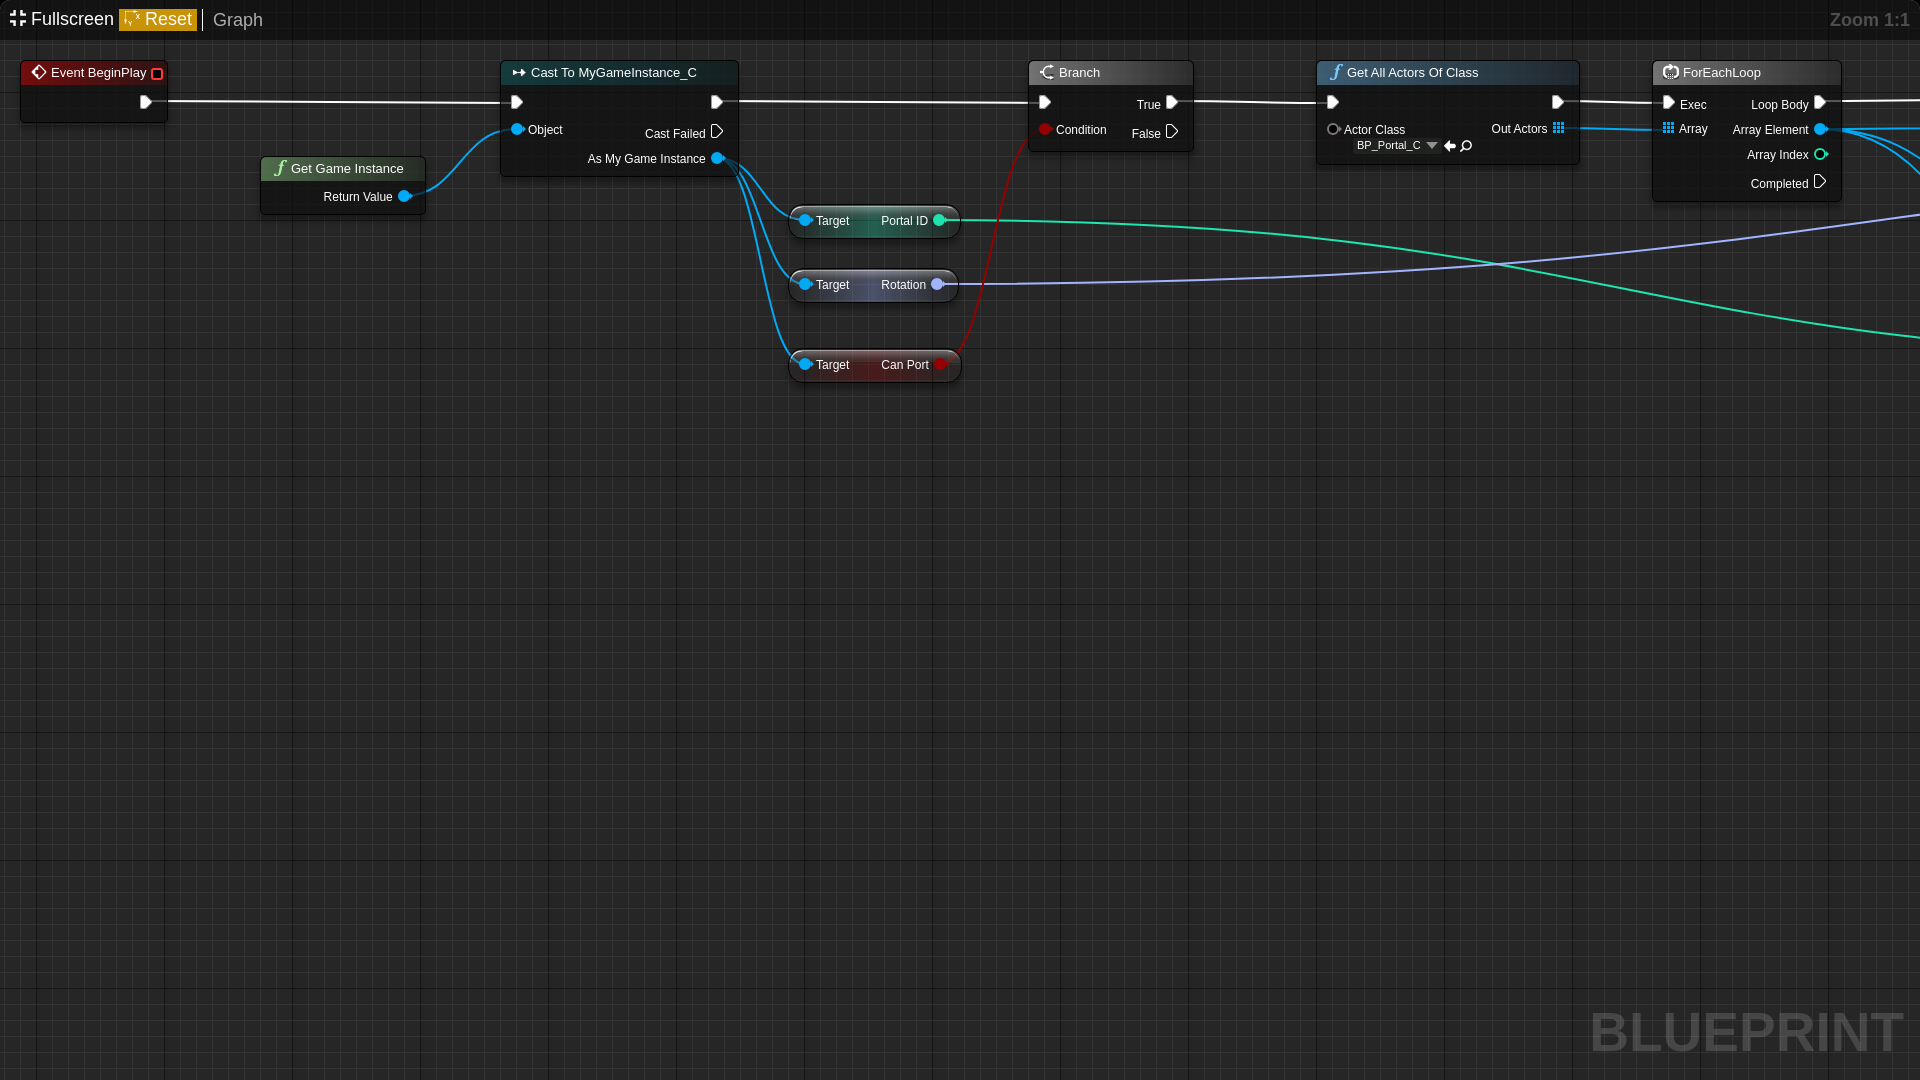 Fullscreen Reset Graph Zoom 1:1
Event BeginPlay
Cast To MyGameInstance_C
Object
Cast Failed
As My Game Instance
Get Game Instance
Return Value
Target Portal ID
Target Rotation
Target Can Port
Branch
True
Condition
False
Get All Actors Of Class
Actor Class
BP_Portal_C
Out Actors
ForEachLoop
Exec Loop Body
Array Array Element
Array Index
Completed
BLUEPRINT